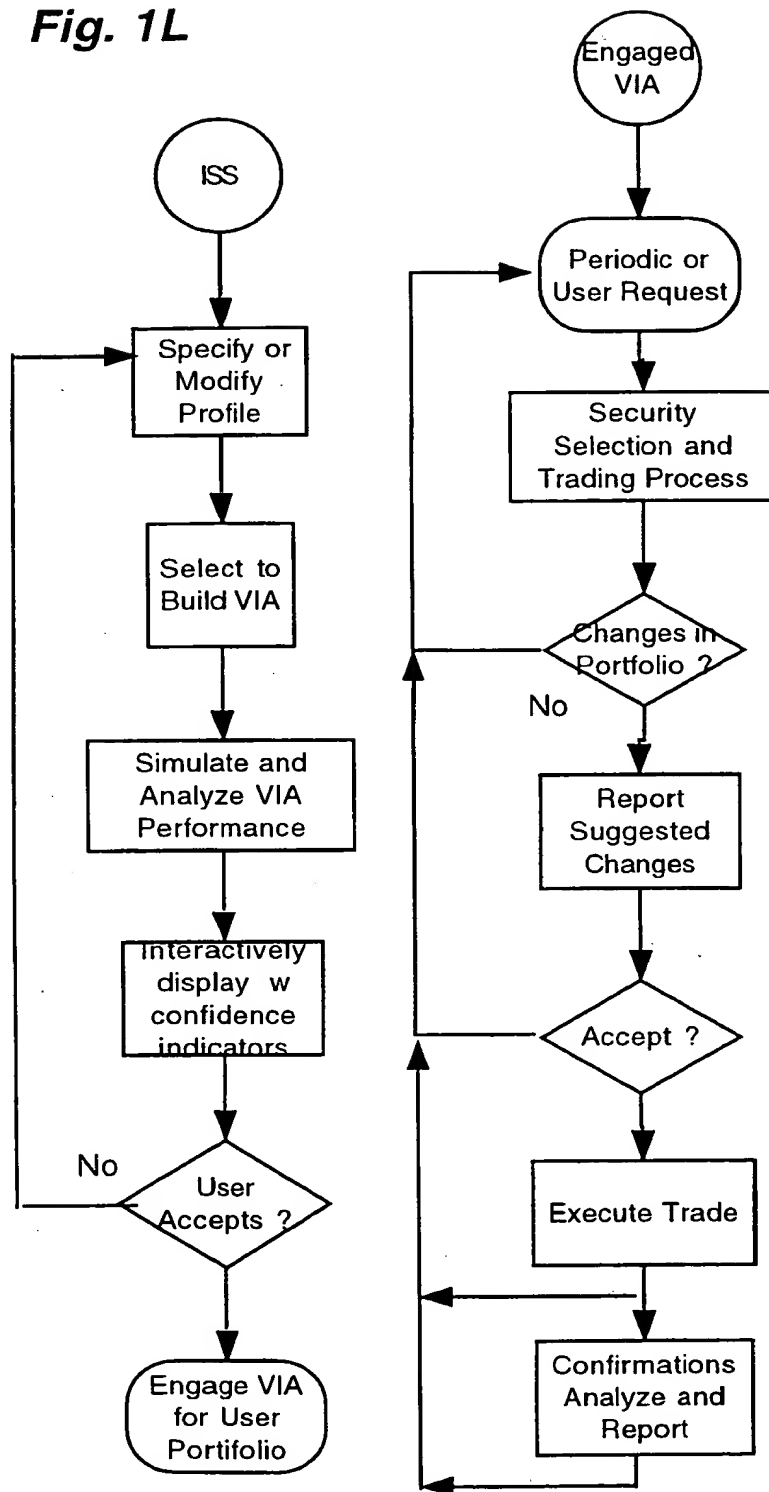 Fig. 1L
ISS
Specify or
Modify
Profile
Select to
Build VIA
Simulate and
Analyze VIA
Performance
Interactively
display w
confidence
indicators
No
User
Accepts ?
Engage VIA
for User
Portifolio
Engaged
VIA
Periodic or
User Request
Security
Selection and
Trading Process
Changes in
Portfolio ?
No
Report
Suggested
Changes
Accept ?
Execute Trade
Confirmations
Analyze and
Report